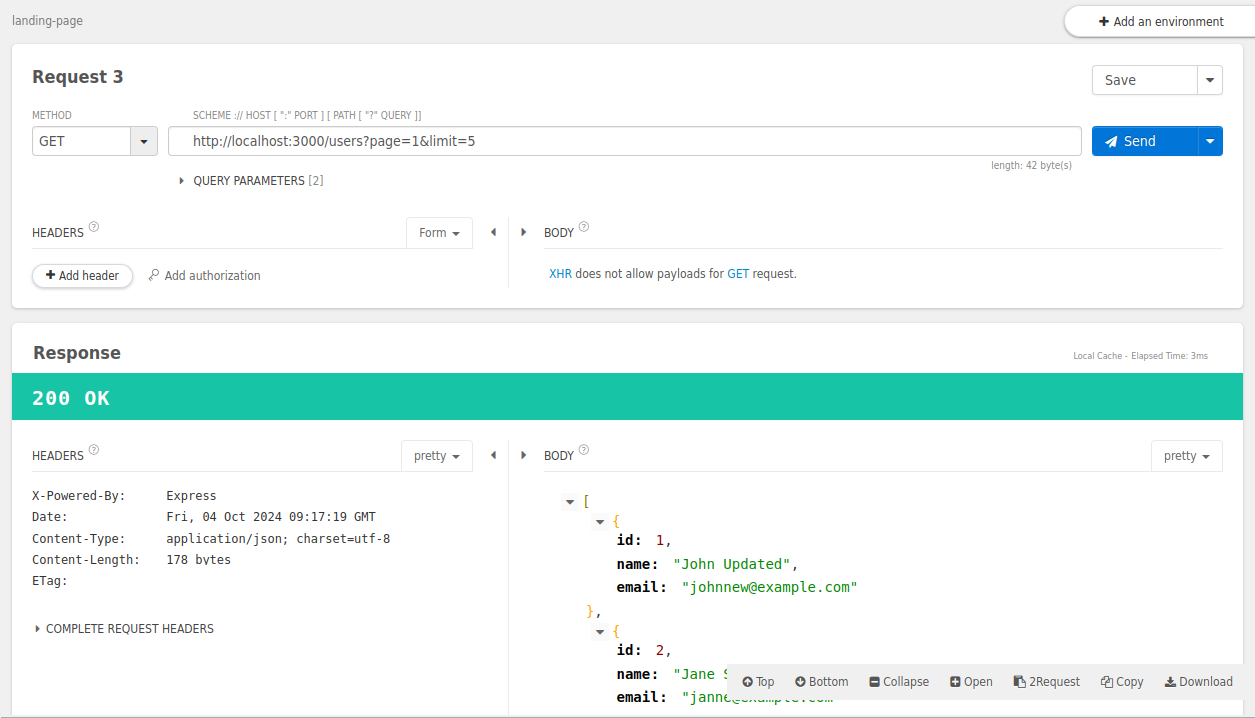 landing-page
Add an environment
Request 3
Save
METHOD
SCHEME :// HOST [ ":" PORT ] [ PATH [ "?" QUERY ]]
GET
http://localhost:3000/users?page=1&limit=5
Send
length: 42 byte(s)
QUERY PARAMETERS [2]
HEADERS ?
Form
BODY ?
Add header
Add authorization
XHR does not allow payloads for GET request.
Response
Local Cache - Elapsed Time: 3ms
200 OK
HEADERS ?
pretty
BODY ?
pretty
X-Powered-By: Express
Date: Fri, 04 Oct 2024 09:17:19 GMT
Content-Type: application/json; charset=utf-8
Content-Length: 178 bytes
ETag:
COMPLETE REQUEST HEADERS
[
{
id: 1,
name: "John Updated",
email: "johnnew@example.com"
},
{
id: 2,
name: "Jane
email: "janne@example.com"
Top
Bottom
Collapse
Open
2Request
Copy
Download